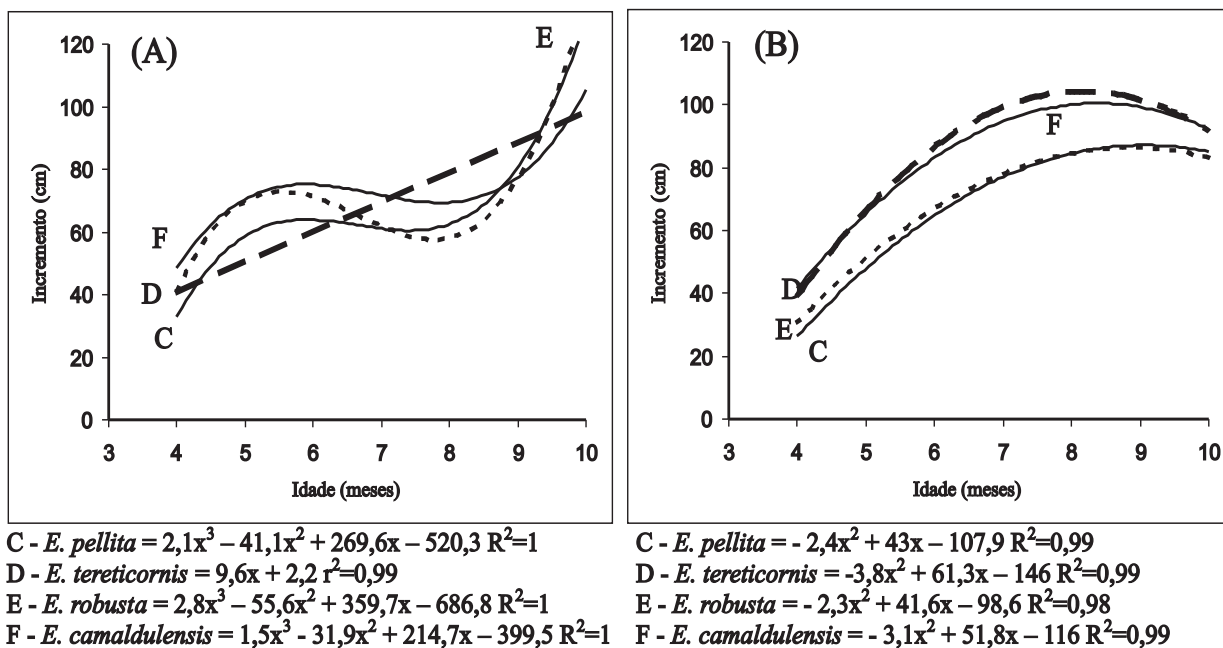 (A)
E
F
D
C
Incremento (cm)
120
100
80
60
40
20
0
3 4 5 6 7 8 9 10
Idade (meses)
(B)
F
D
E
C
Incremento (cm)
120
100
80
60
40
20
0
3 4 5 6 7 8 9 10
Idade (meses)
C - E. pellita = 2,1x³ – 41,1x² + 269,6x – 520,3 R²=1
D - E. tereticornis = 9,6x + 2,2 r²=0,99
E - E. robusta = 2,8x³ – 55,6x² + 359,7x – 686,8 R²=1
F - E. camaldulensis = 1,5x³ - 31,9x² + 214,7x – 399,5 R²=1
C - E. pellita = - 2,4x² + 43x – 107,9 R²=0,99
D - E. tereticornis = -3,8x² + 61,3x – 146 R²=0,99
E - E. robusta = - 2,3x² + 41,6x – 98,6 R²=0,98
F - E. camaldulensis = - 3,1x² + 51,8x – 116 R²=0,99